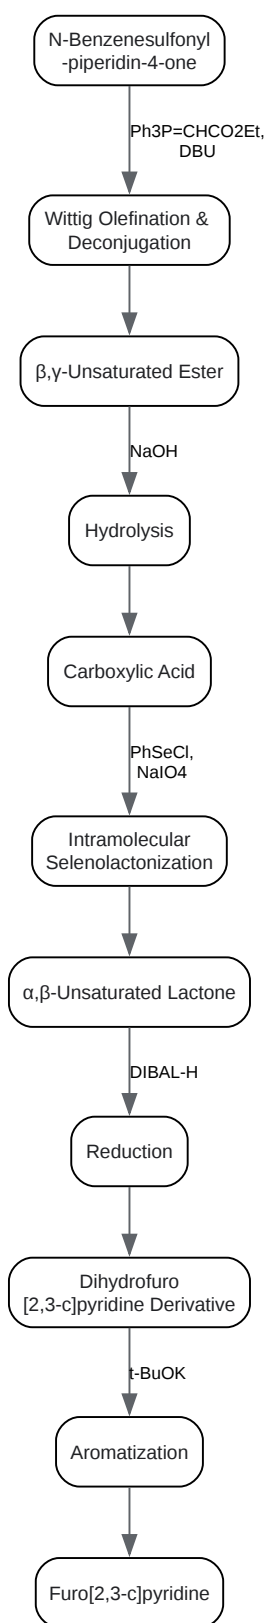 N-Benzenesulfonyl
-piperidin-4-one
Ph3P=CHCO2Et,
DBU
Wittig Olefination &
Deconjugation
β,γ-Unsaturated Ester
NaOH
Hydrolysis
Carboxylic Acid
PhSeCl,
NaIO4
Intramolecular
Selenolactonization
α,β-Unsaturated Lactone
DIBAL-H
Reduction
Dihydrofuro
[2,3-c]pyridine Derivative
t-BuOK
Aromatization
Furo[2,3-c]pyridine